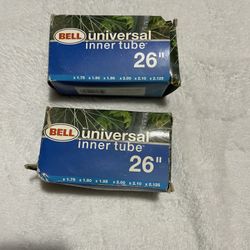 BELL
universal
inner tube
26"
x 1.75 x 1.90 x 1.95 x 2.00 x 2.10 x 2.125
BELL
universal
inner tube
26"
x 1.75 x 1.90 x 1.95 x 2.00 x 2.10 x 2.125